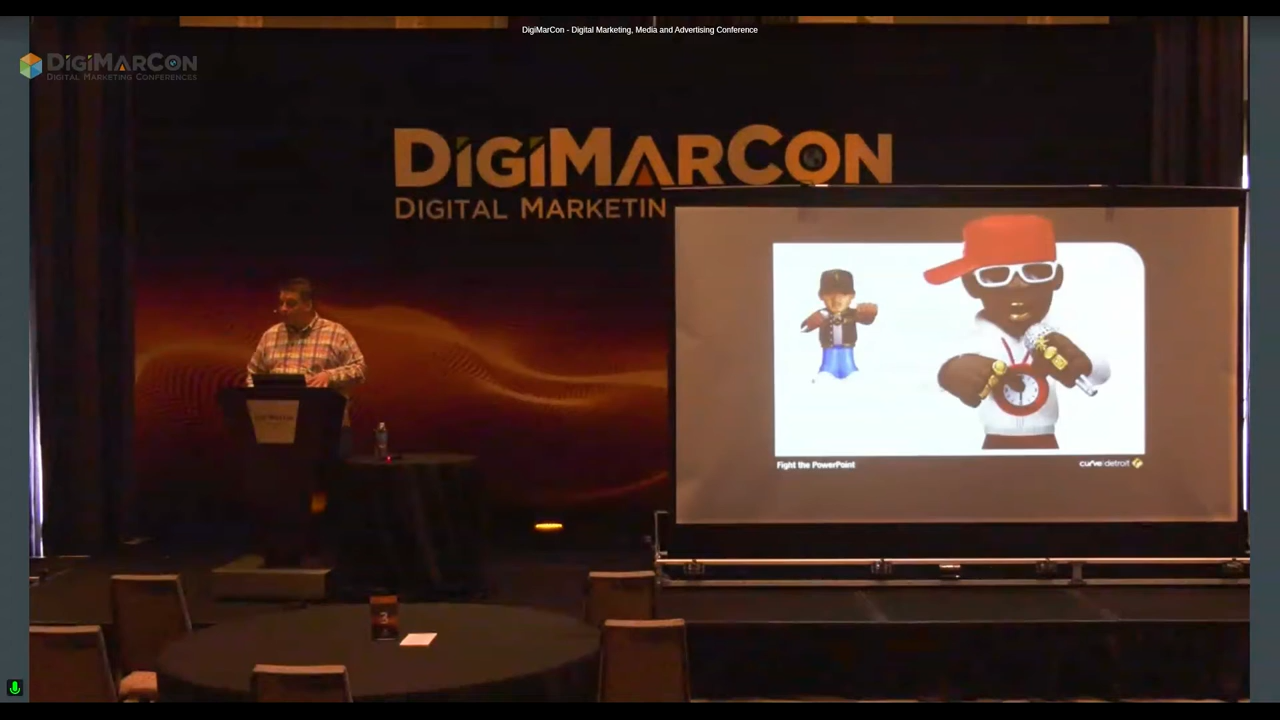 DigiMarCon - Digital Marketing, Media and Advertising Conference
DIGIMARCON
DIGITAL MARKETING CONFERENCES
DIGIMARCON
DIGITAL MARKETIN
Fight the PowerPoint
curve detroit
3